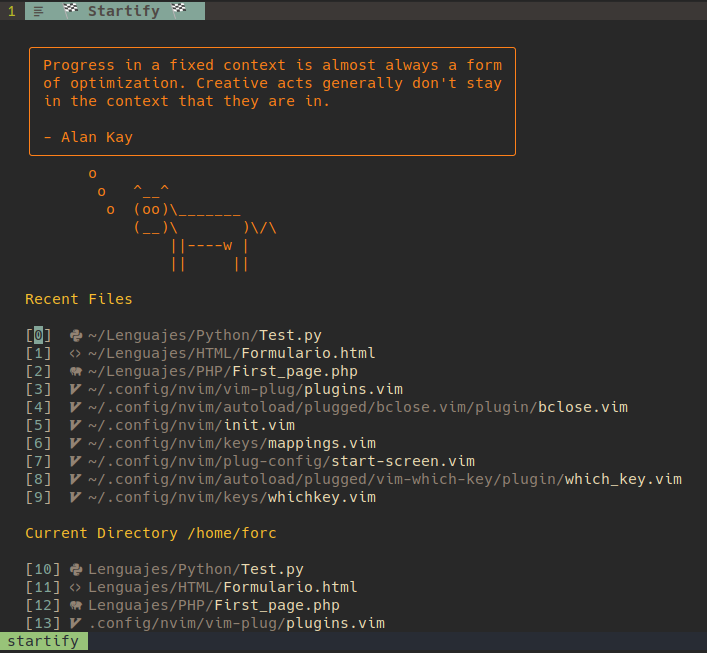 1 Startify
Progress in a fixed context is almost always a form
of optimization. Creative acts generally don't stay
in the context that they are in.
- Alan Kay
o
o ^__^
o (oo)\_______
(__)\ )\/\
||----w |
|| ||
Recent Files
[0] ~/Lenguajes/Python/Test.py
[1] ~/Lenguajes/HTML/Formulario.html
[2] ~/Lenguajes/PHP/First_page.php
[3] ~/.config/nvim/vim-plug/plugins.vim
[4] ~/.config/nvim/autoload/plugged/bclose.vim/plugin/bclose.vim
[5] ~/.config/nvim/init.vim
[6] ~/.config/nvim/keys/mappings.vim
[7] ~/.config/nvim/plug-config/start-screen.vim
[8] ~/.config/nvim/autoload/plugged/vim-which-key/plugin/which_key.vim
[9] ~/.config/nvim/keys/whichkey.vim
Current Directory /home/forc
[10] Lenguajes/Python/Test.py
[11] Lenguajes/HTML/Formulario.html
[12] Lenguajes/PHP/First_page.php
[13] .config/nvim/vim-plug/plugins.vim
startify